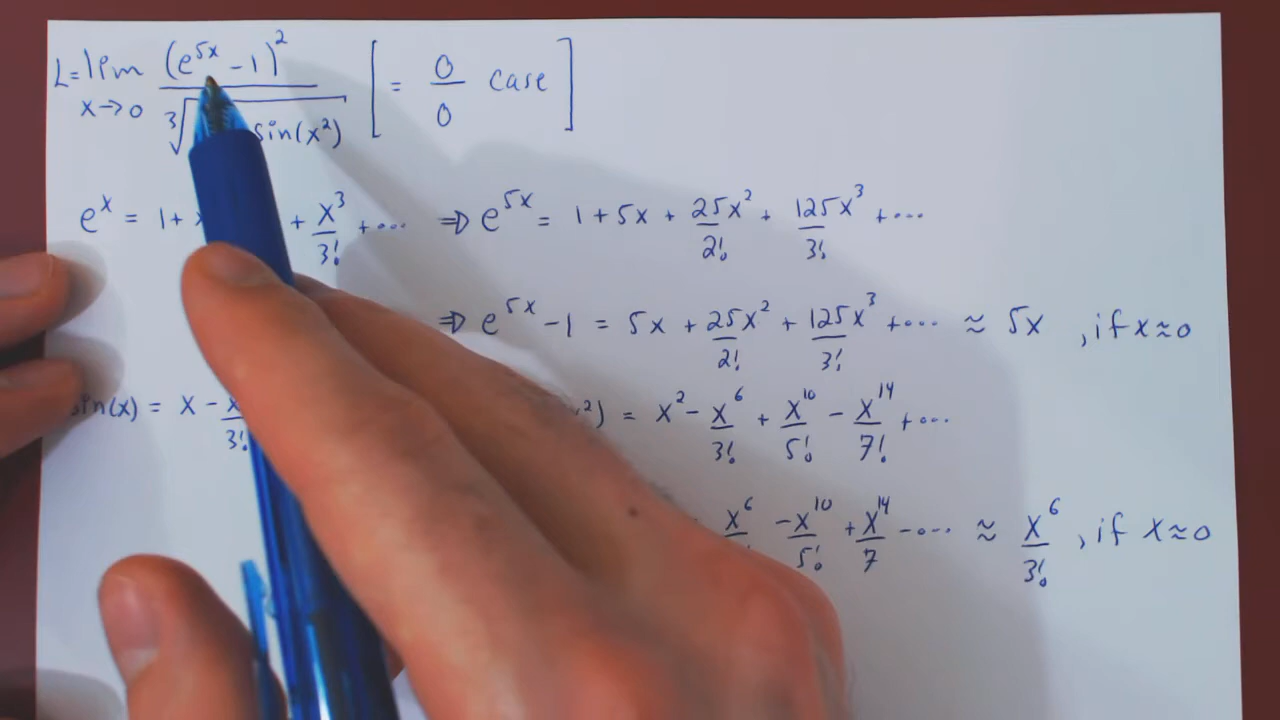 L = lim (e^5x - 1)^2 [ = 0/0 case ]
x→0 ∛ sin(x^2)
e^x = 1 + + x^3/3! + ... ⇒ e^5x = 1 + 5x + 25x^2/2! + 125x^3/3! + ...
⇒ e^5x - 1 = 5x + 25x^2/2! + 125x^3/3! + ... ≈ 5x , if x ≈ 0
sin(x) = x - x/3! x^2) = x^2 - x^6/3! + x^10/5! - x^14/7! + ...
x^6 - x^10/5! + x^14/7 - ... ≈ x^6/3! , if x ≈ 0